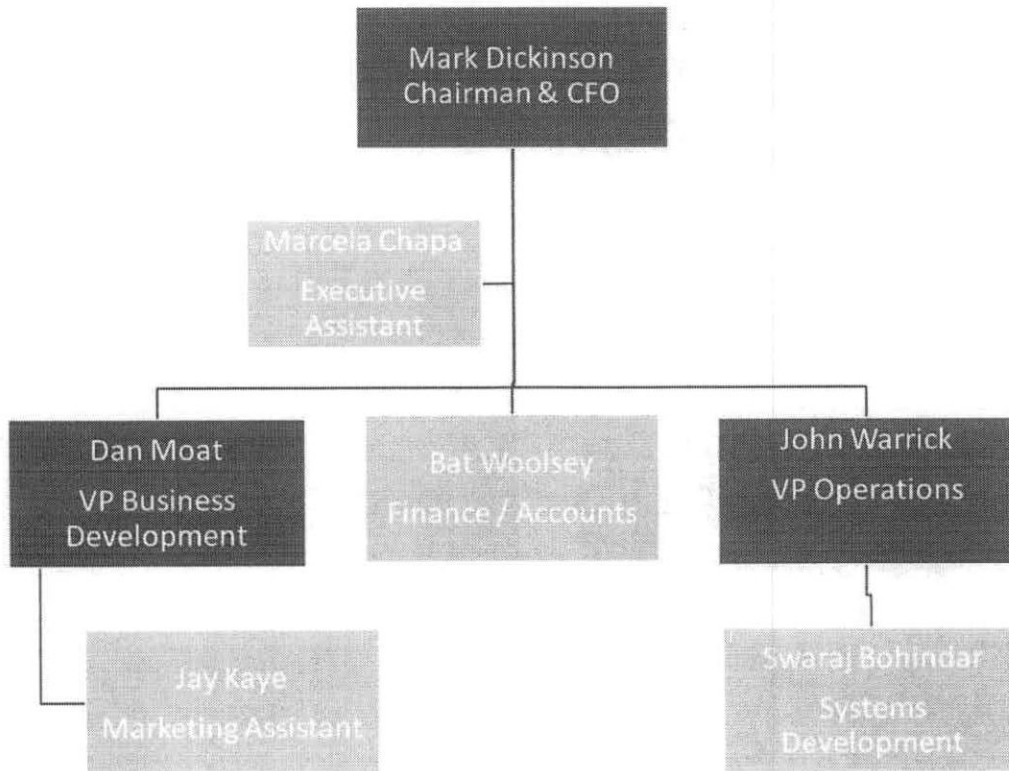 Mark Dickinson
Chairman & CFO
Marcela Chapa
Executive
Assistant
Dan Moat
VP Business
Development
Bat Woolsey
Finance / Accounts
John Warrick
VP Operations
Jay Kaye
Marketing Assistant
Swaraj Bohindar
Systems
Development